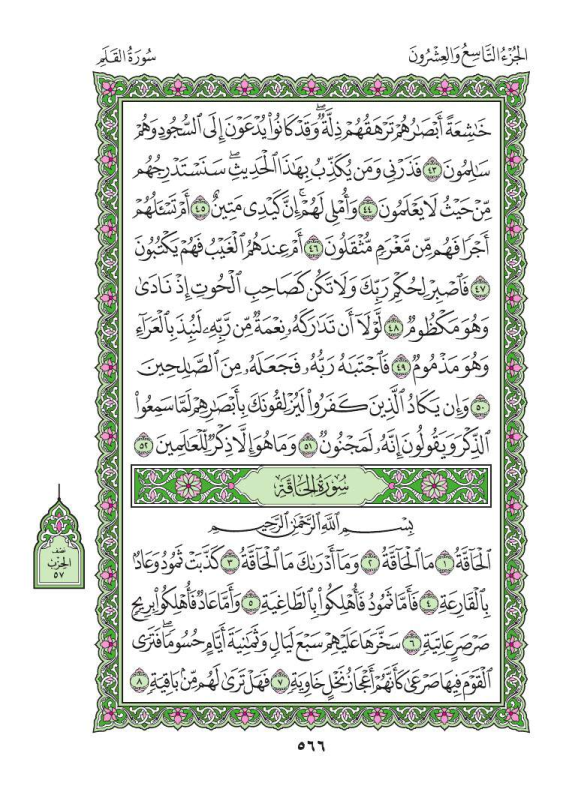 الجُزْءُ التَّاسِعُ وَالعِشْرُونَ
سُورَةُ القَلَمِ
خَٰشِعَةً أَبۡصَٰرُهُمۡ تَرۡهَقُهُمۡ ذِلَّةٞۖ وَقَدۡ كَانُواْ يُدۡعَوۡنَ إِلَى ٱلسُّجُودِ وَهُمۡ
سَٰلِمُونَ ٤٣ فَذَرۡنِي وَمَن يُكَذِّبُ بِهَٰذَا ٱلۡحَدِيثِۖ سَنَسۡتَدۡرِجُهُم
مِّنۡ حَيۡثُ لَا يَعۡلَمُونَ ٤٤ وَأُمۡلِي لَهُمۡۚ إِنَّ كَيۡدِي مَتِينٌ ٤٥ أَمۡ تَسۡـَٔلُهُمۡ
أَجۡرٗا فَهُم مِّن مَّغۡرَمٖ مُّثۡقَلُونَ ٤٦ أَمۡ عِندَهُمُ ٱلۡغَيۡبُ فَهُمۡ يَكۡتُبُونَ
٤٧ فَٱصۡبِرۡ لِحُكۡمِ رَبِّكَ وَلَا تَكُن كَصَاحِبِ ٱلۡحُوتِ إِذۡ نَادَىٰ
وَهُوَ مَكۡظُومٞ ٤٨ لَّوۡلَآ أَن تَدَٰرَكَهُۥ نِعۡمَةٞ مِّن رَّبِّهِۦ لَنُبِذَ بِٱلۡعَرَآءِ
وَهُوَ مَذۡمُومٞ ٤٩ فَٱجۡتَبَٰهُ رَبُّهُۥ فَجَعَلَهُۥ مِنَ ٱلصَّٰلِحِينَ
٥٠ وَإِن يَكَادُ ٱلَّذِينَ كَفَرُواْ لَيُزۡلِقُونَكَ بِأَبۡصَٰرِهِمۡ لَمَّا سَمِعُواْ
ٱلذِّكۡرَ وَيَقُولُونَ إِنَّهُۥ لَمَجۡنُونٞ ٥١ وَمَا هُوَ إِلَّا ذِكۡرٞ لِّلۡعَٰلَمِينَ ٥٢
سُورَةُ الحَاقَّةِ
بِسۡمِ ٱللَّهِ ٱلرَّحۡمَٰنِ ٱلرَّحِيمِ
ٱلۡحَآقَّةُ ١ مَا ٱلۡحَآقَّةُ ٢ وَمَآ أَدۡرَىٰكَ مَا ٱلۡحَآقَّةُ ٣ كَذَّبَتۡ ثَمُودُ وَعَادُۢ
بِٱلۡقَارِعَةِ ٤ فَأَمَّا ثَمُودُ فَأُهۡلِكُواْ بِٱلطَّاغِيَةِ ٥ وَأَمَّا عَادٞ فَأُهۡلِكُواْ بِرِيحٖ
صَرۡصَرٍ عَاتِيَةٖ ٦ سَخَّرَهَا عَلَيۡهِمۡ سَبۡعَ لَيَالٖ وَثَمَٰنِيَةَ أَيَّامٍ حُسُومٗاۖ فَتَرَى
ٱلۡقَوۡمَ فِيهَا صَرۡعَىٰ كَأَنَّهُمۡ أَعۡجَازُ نَخۡلٍ خَاوِيَةٖ ٧ فَهَلۡ تَرَىٰ لَهُم مِّنۢ بَاقِيَةٖ ٨
نصف
الحزب
٥٧
٥٦٦